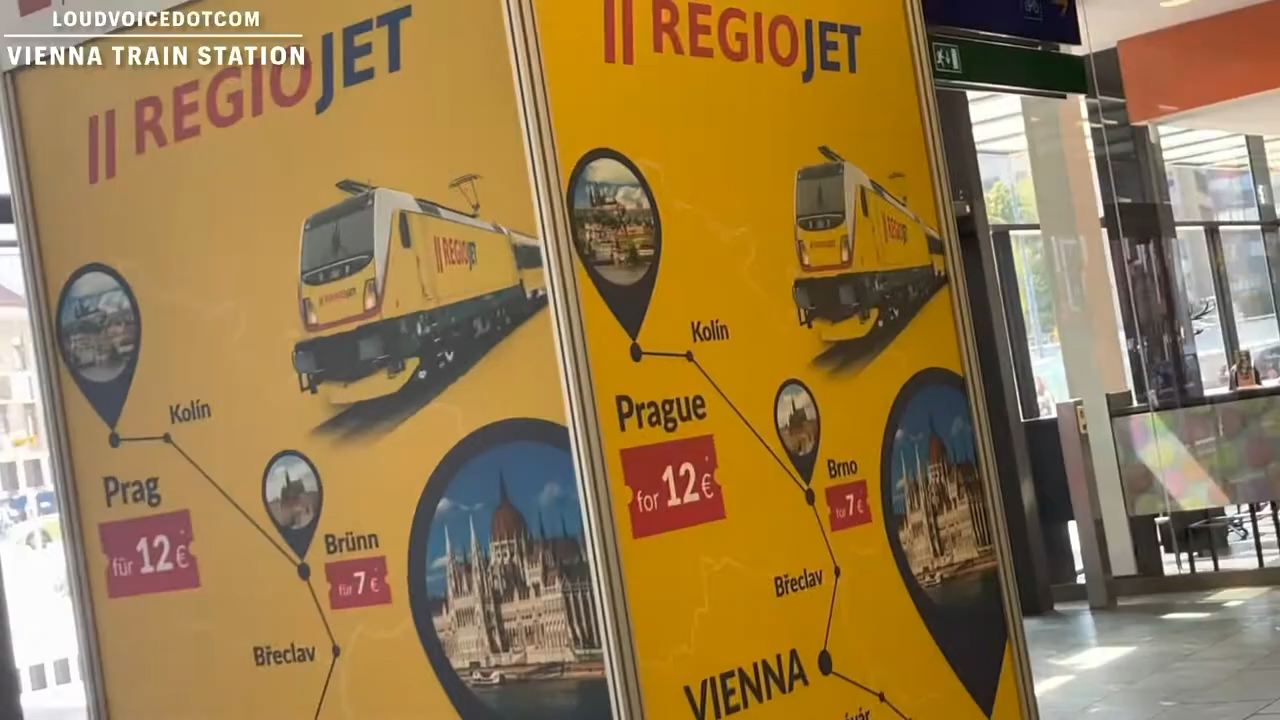 LOUDVOICEDOTCOM
VIENNA TRAIN STATION
REGIOJET
REGIOJET
Kolín
Prag
für 12 €
Brünn
für 7 €
Břeclav
REGIOJET
REGIOJET
Kolín
Prague
for 12 €
Brno
for 7 €
Břeclav
VIENNA